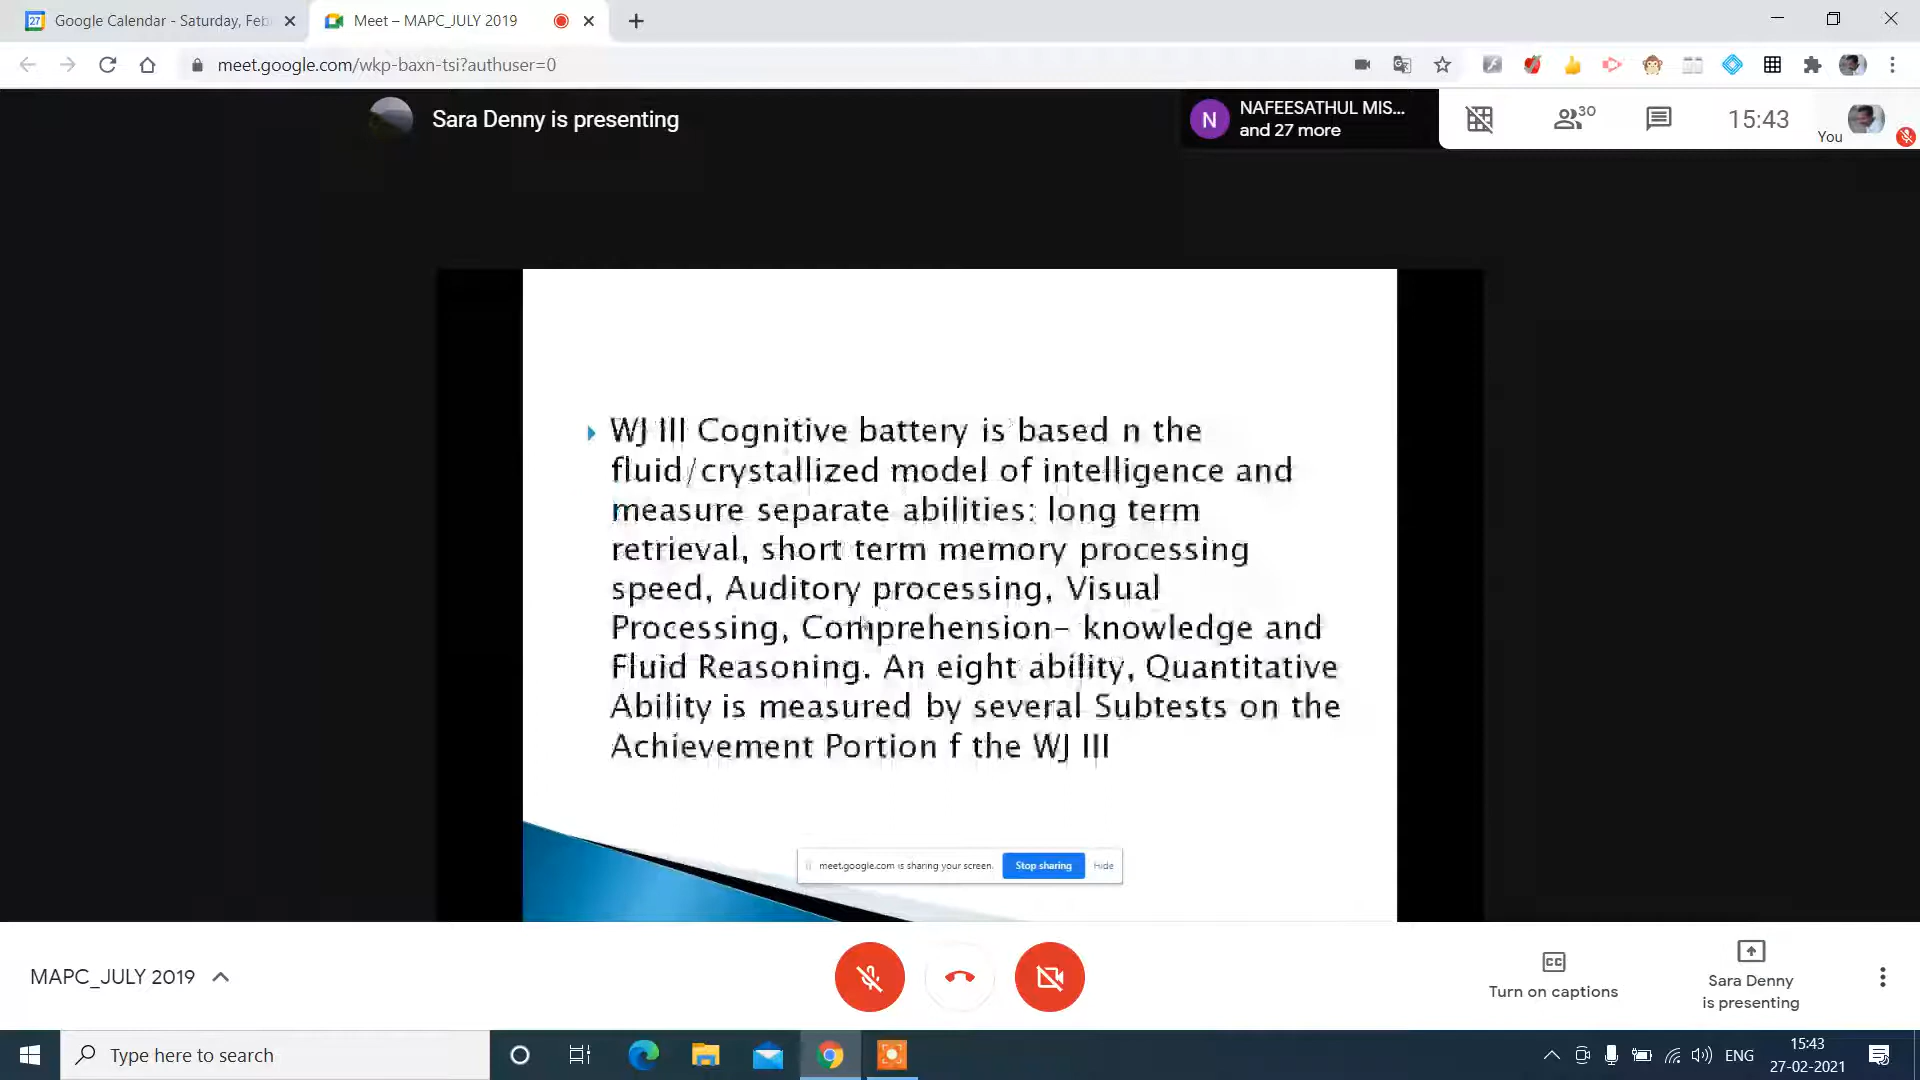 Google Calendar - Saturday, Feb
Meet – MAPC_JULY 2019
meet.google.com/wkp-baxn-tsi?authuser=0
Sara Denny is presenting
N
NAFEESATHUL MIS...
and 27 more
30
15:43
You
WJ III Cognitive battery is based n the
fluid/crystallized model of intelligence and
measure separate abilities: long term
retrieval, short term memory processing
speed, Auditory processing, Visual
Processing, Comprehension- knowledge and
Fluid Reasoning. An eight ability, Quantitative
Ability is measured by several Subtests on the
Achievement Portion f the WJ III
meet.google.com is sharing your screen.
Stop sharing
Hide
MAPC_JULY 2019
Turn on captions
Sara Denny
is presenting
Type here to search
ENG
15:43
27-02-2021